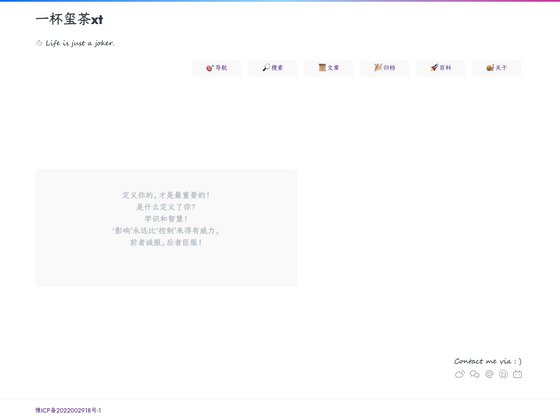 一杯玺茶xt
Life is just a joker.
导航
搜索
文章
归档
百科
关于
定义你的,才是最重要的!
是什么定义了你?
学识和智慧!
'影响'永远比'控制'来得有威力,
前者诚服,后者臣服!
Contact me via : )
豫ICP备2022002918号-1